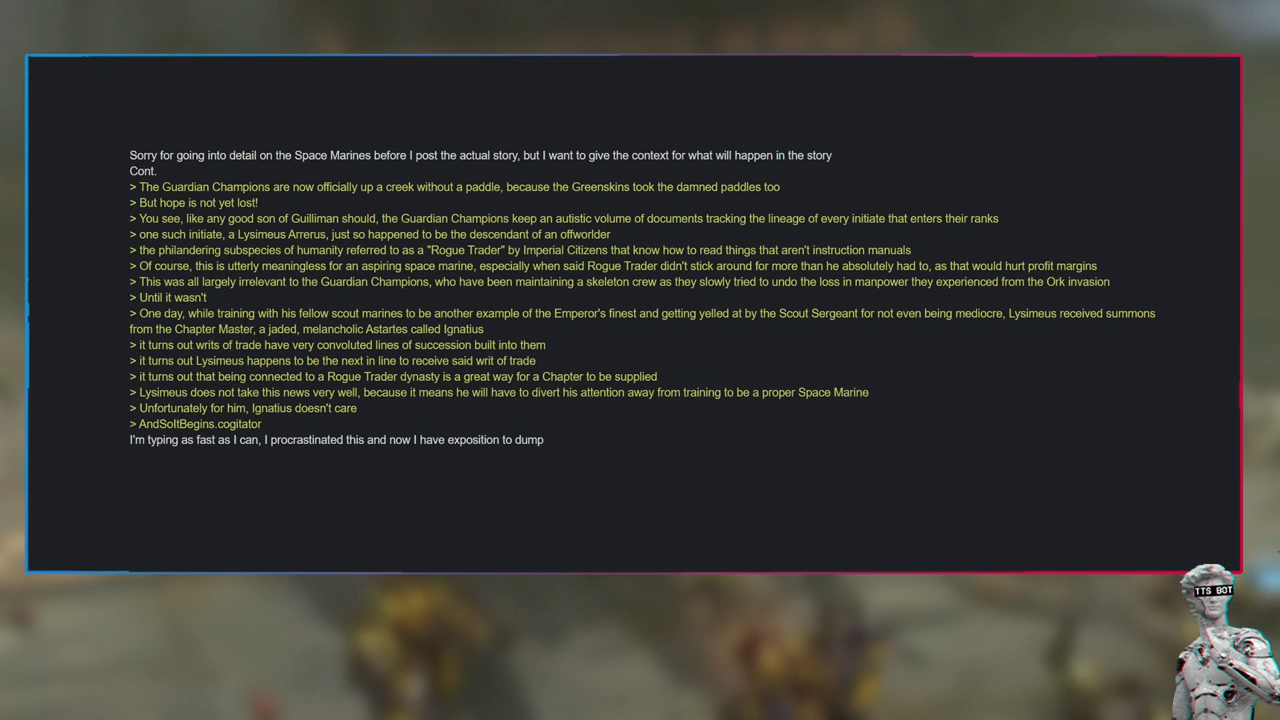 Sorry for going into detail on the Space Marines before I post the actual story, but I want to give the context for what will happen in the story
Cont.
> The Guardian Champions are now officially up a creek without a paddle, because the Greenskins took the damned paddles too
> But hope is not yet lost!
> You see, like any good son of Guilliman should, the Guardian Champions keep an autistic volume of documents tracking the lineage of every initiate that enters their ranks
> one such initiate, a Lysimeus Arrerus, just so happened to be the descendant of an offworlder
> the philandering subspecies of humanity referred to as a "Rogue Trader" by Imperial Citizens that know how to read things that aren't instruction manuals
> Of course, this is utterly meaningless for an aspiring space marine, especially when said Rogue Trader didn't stick around for more than he absolutely had to, as that would hurt profit margins
> This was all largely irrelevant to the Guardian Champions, who have been maintaining a skeleton crew as they slowly tried to undo the loss in manpower they experienced from the Ork invasion
> Until it wasn't
> One day, while training with his fellow scout marines to be another example of the Emperor's finest and getting yelled at by the Scout Sergeant for not even being mediocre, Lysimeus received summons
from the Chapter Master, a jaded, melancholic Astartes called Ignatius
> it turns out writs of trade have very convoluted lines of succession built into them
> it turns out Lysimeus happens to be the next in line to receive said writ of trade
> it turns out that being connected to a Rogue Trader dynasty is a great way for a Chapter to be supplied
> Lysimeus does not take this news very well, because it means he will have to divert his attention away from training to be a proper Space Marine
> Unfortunately for him, Ignatius doesn't care
> AndSoItBegins.cogitator
I'm typing as fast as I can, I procrastinated this and now I have exposition to dump
TTS BOT